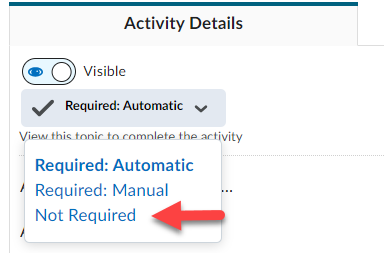 Activity Details
Visible
Required: Automatic
View this topic to complete the activity
Required: Automatic
Required: Manual
Not Required